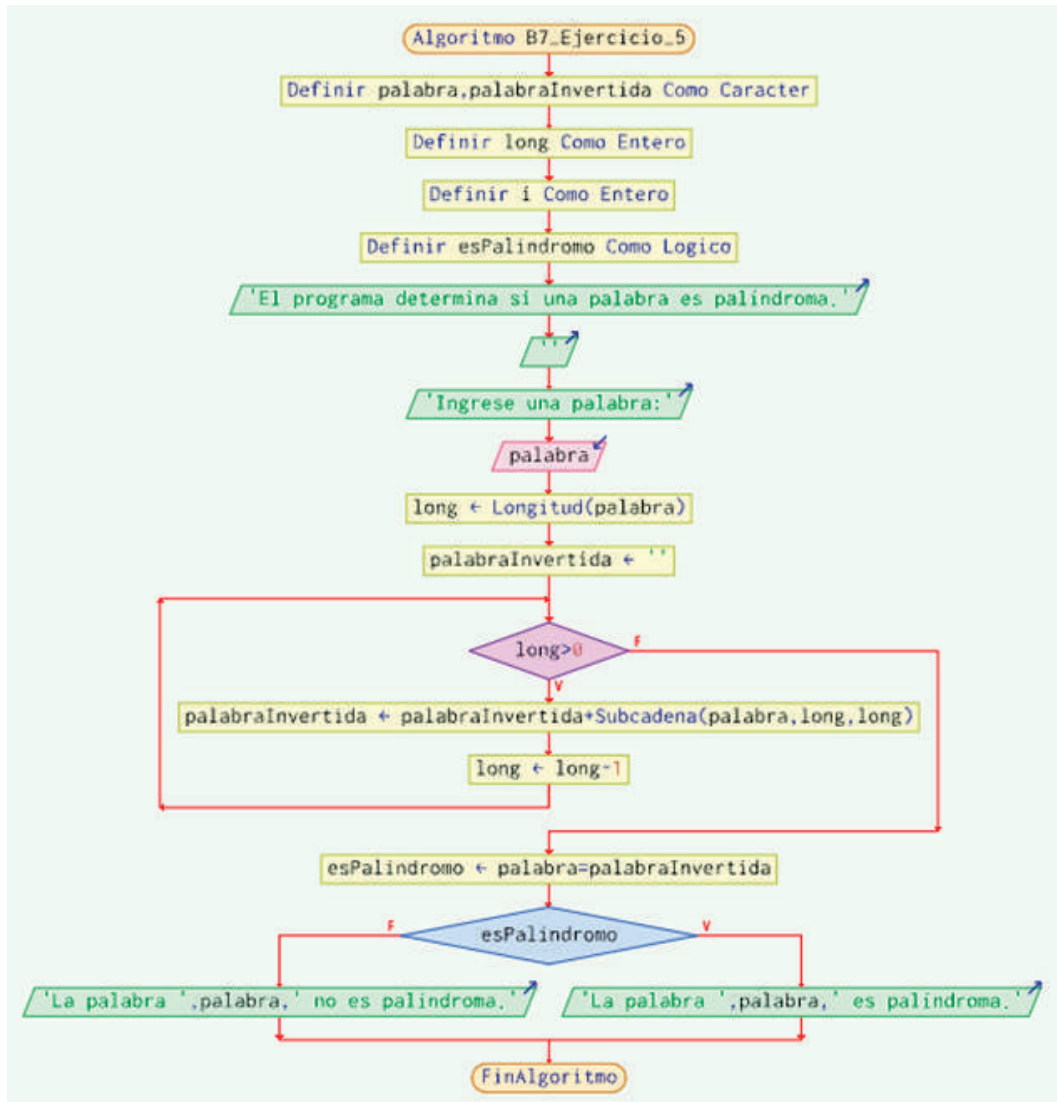 Algoritmo B7_Ejercicio_5
Definir palabra,palabraInvertida Como Caracter
Definir long Como Entero
Definir i Como Entero
Definir esPalindromo Como Logico
'El programa determina si una palabra es palíndroma.'
''
'Ingrese una palabra:'
palabra
long ← Longitud(palabra)
palabraInvertida ← ''
long>0
F
V
palabraInvertida ← palabraInvertida+Subcadena(palabra,long,long)
long ← long-1
esPalindromo ← palabra=palabraInvertida
F
esPalindromo
V
'La palabra ',palabra,' no es palindroma.'
'La palabra ',palabra,' es palindroma.'
FinAlgoritmo